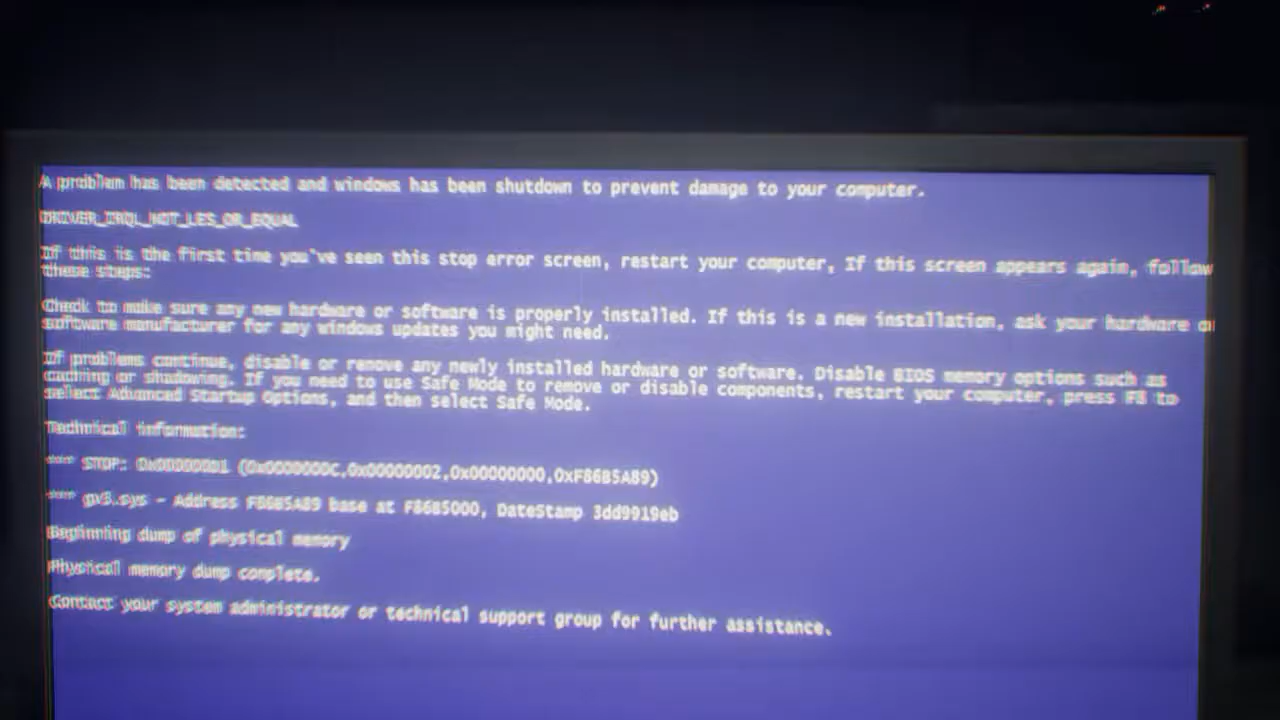 A problem has been detected and windows has been shutdown to prevent damage to your computer.
DRIVER_IRQL_NOT_LES_OR_EQUAL
If this is the first time you've seen this stop error screen, restart your computer, If this screen appears again, follow
these steps:
Check to make sure any new hardware or software is properly installed. If this is a new installation, ask your hardware or
software manufacturer for any windows updates you might need.
If problems continue, disable or remove any newly installed hardware or software. Disable BIOS memory options such as
caching or shadowing. If you need to use Safe Mode to remove or disable components, restart your computer, press F8 to
select Advanced Startup Options, and then select Safe Mode.
Technical information:
*** STOP: 0x000000D1 (0x0000000C,0x00000002,0x00000000,0xF86B5A89)
*** gv3.sys - Address F86B5A89 base at F86B5000, DateStamp 3dd9919eb
Beginning dump of physical memory
Physical memory dump complete.
Contact your system administrator or technical support group for further assistance.